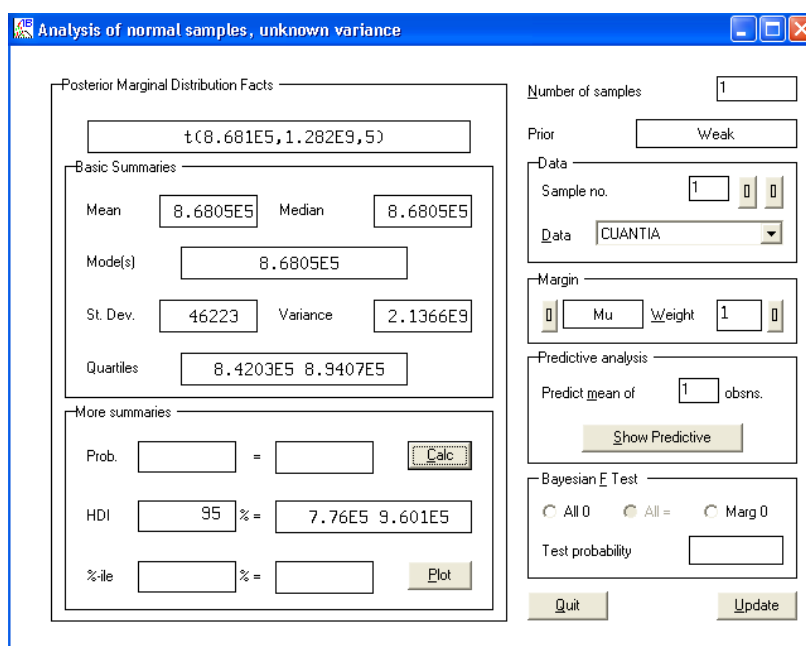 Analysis of normal samples, unknown variance
Posterior Marginal Distribution Facts
t(8.681E5,1.282E9,5)
Basic Summaries
Mean 8.6805E5 Median 8.6805E5
Mode(s) 8.6805E5
St. Dev. 46223 Variance 2.1366E9
Quartiles 8.4203E5 8.9407E5
More summaries
Prob. = Calc
HDI 95 % = 7.76E5 9.601E5
%-ile % = Plot
Number of samples 1
Prior Weak
Data
Sample no. 1
Data CUANTIA
Margin
Mu Weight 1
Predictive analysis
Predict mean of 1 obsns.
Show Predictive
Bayesian F Test
All 0 All = Marg 0
Test probability
Quit Update